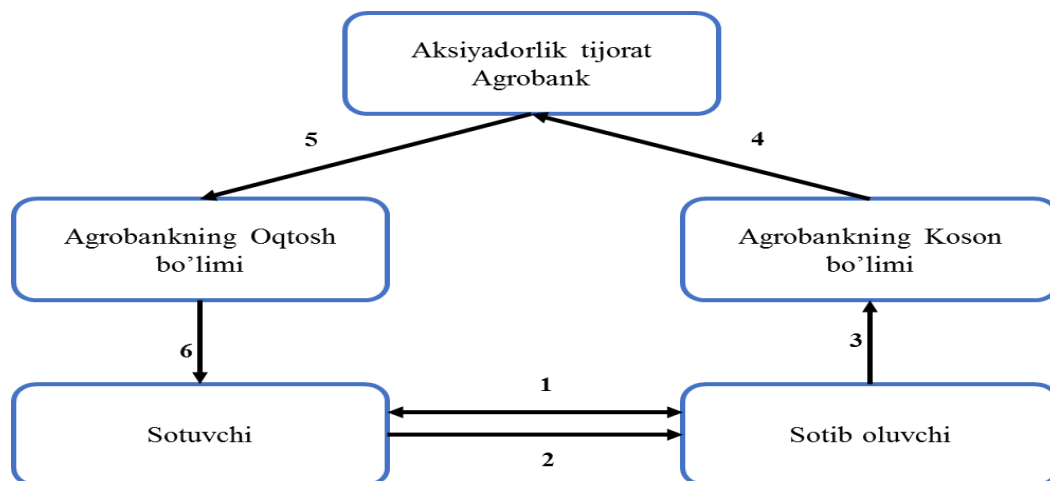 Aksiyadorlik tijorat
Agrobank
5
4
Agrobankning Oqtosh
bo’limi
Agrobankning Koson
bo’limi
6
3
1
Sotuvchi
Sotib oluvchi
2